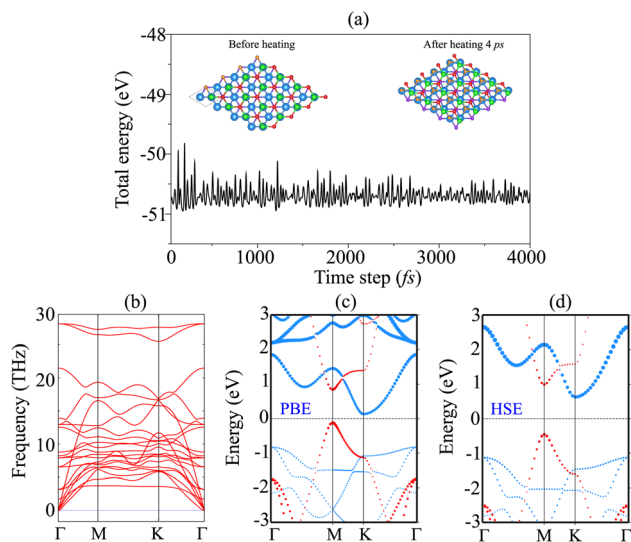 (a)
-48
-49
-50
-51
Total energy (eV)
Before heating
After heating 4 ps
0
1000
2000
3000
4000
Time step (fs)
(b)
30
20
10
0
Frequency (THz)
Γ
M
K
Γ
(c)
3
2
1
0
-1
-2
-3
Energy (eV)
PBE
Γ
M
K
Γ
(d)
3
2
1
0
-1
-2
-3
Energy (eV)
HSE
Γ
M
K
Γ